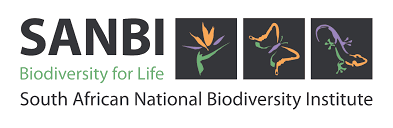 SANBI
Biodiversity for Life
South African National Biodiversity Institute